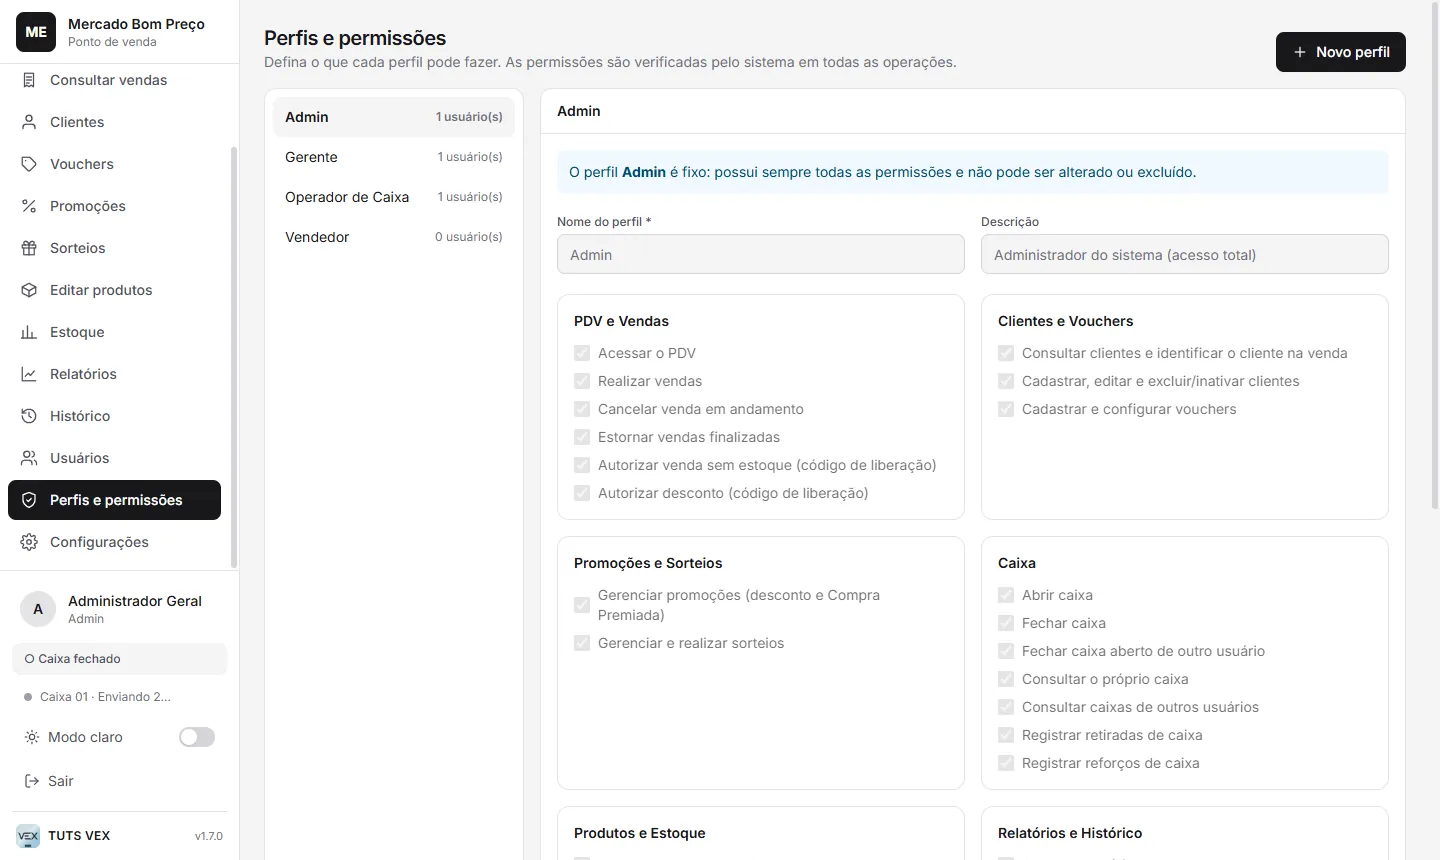 ME
Mercado Bom Preço
Ponto de venda
Consultar vendas
Clientes
Vouchers
Promoções
Sorteios
Editar produtos
Estoque
Relatórios
Histórico
Usuários
Perfis e permissões
Configurações
A
Administrador Geral
Admin
Caixa fechado
Caixa 01 · Enviando 2...
Modo claro
Sair
VEX
TUTS VEX
v1.7.0
Perfis e permissões
Defina o que cada perfil pode fazer. As permissões são verificadas pelo sistema em todas as operações.
Novo perfil
Admin 1 usuário(s)
Gerente 1 usuário(s)
Operador de Caixa 1 usuário(s)
Vendedor 0 usuário(s)
Admin
O perfil Admin é fixo: possui sempre todas as permissões e não pode ser alterado ou excluído.
Nome do perfil *
Admin
Descrição
Administrador do sistema (acesso total)
PDV e Vendas
Acessar o PDV
Realizar vendas
Cancelar venda em andamento
Estornar vendas finalizadas
Autorizar venda sem estoque (código de liberação)
Autorizar desconto (código de liberação)
Clientes e Vouchers
Consultar clientes e identificar o cliente na venda
Cadastrar, editar e excluir/inativar clientes
Cadastrar e configurar vouchers
Promoções e Sorteios
Gerenciar promoções (desconto e Compra
Premiada)
Gerenciar e realizar sorteios
Caixa
Abrir caixa
Fechar caixa
Fechar caixa aberto de outro usuário
Consultar o próprio caixa
Consultar caixas de outros usuários
Registrar retiradas de caixa
Registrar reforços de caixa
Produtos e Estoque
Relatórios e Histórico